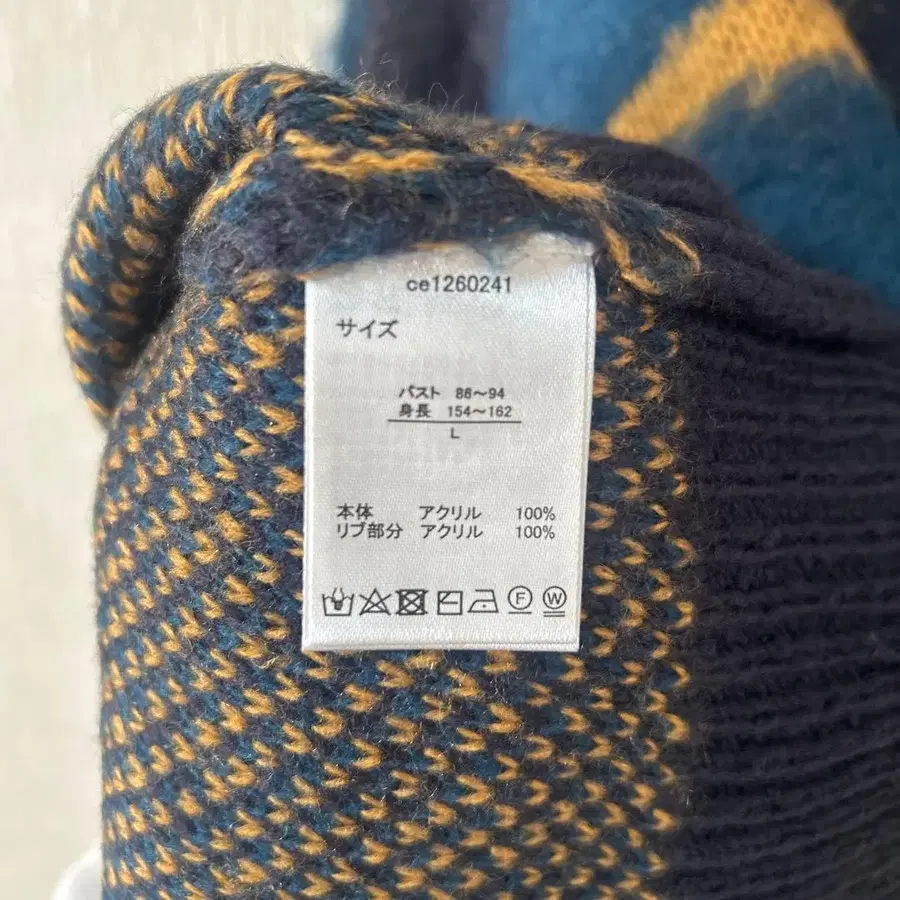 ce1260241
サイズ
バスト 86～94
身長 154～162
L
本体 アクリル 100%
リブ部分 アクリル 100%
F W